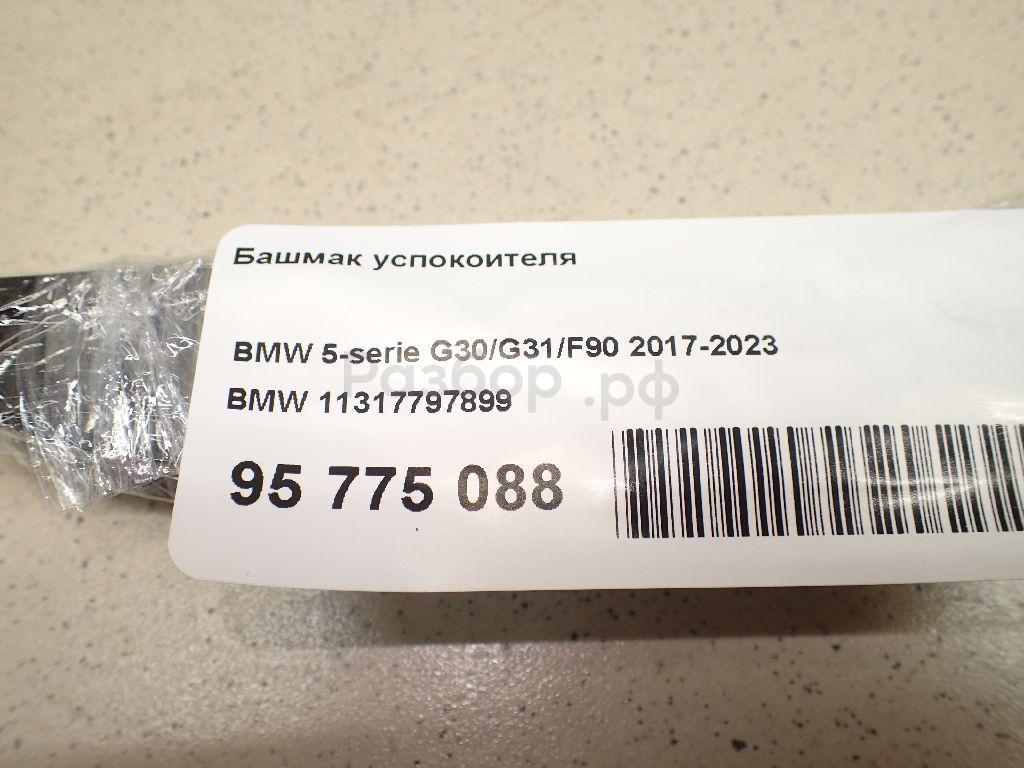 Башмак успокоителя
BMW 5-serie G30/G31/F90 2017-2023
Разбор.рф
BMW 11317797899
95 775 088